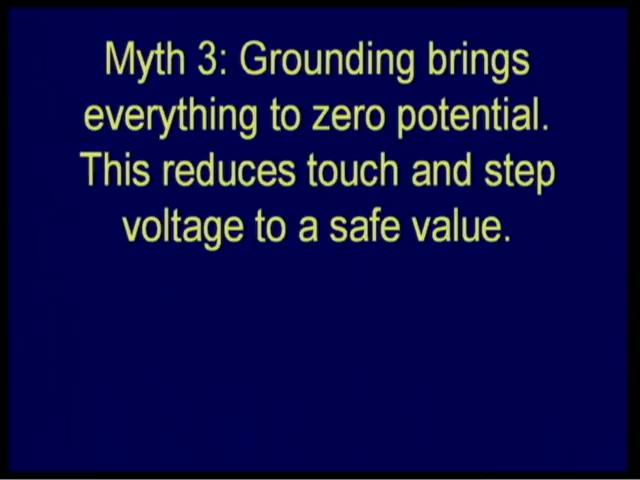 Myth 3: Grounding brings
everything to zero potential.
This reduces touch and step
voltage to a safe value.